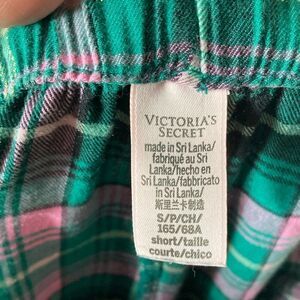 VICTORIA'S
SECRET
made in Sri Lanka/
fabriqué au Sri
Lanka/hecho en
Sri Lanka/fabbricato
in Sri Lanka/
斯里兰卡制造
S/P/CH/
165/68A
short/taille
courte/chico